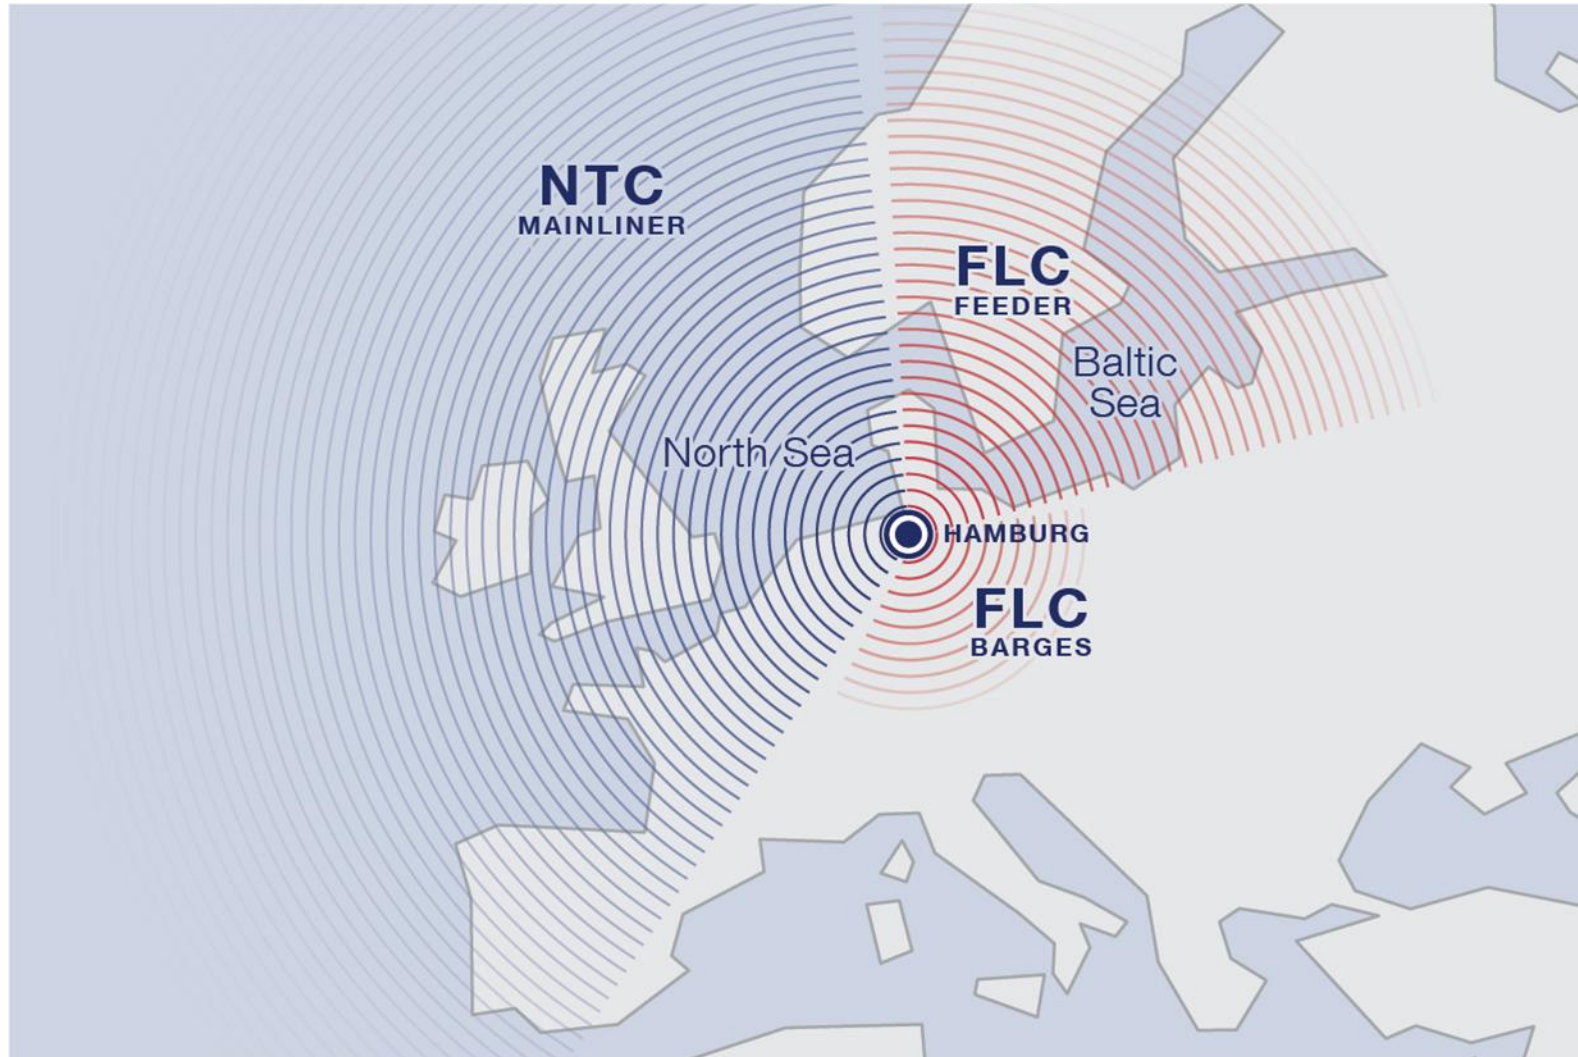 NTC
MAINLINER
FLC
FEEDER
Baltic
Sea
North Sea
HAMBURG
FLC
BARGES